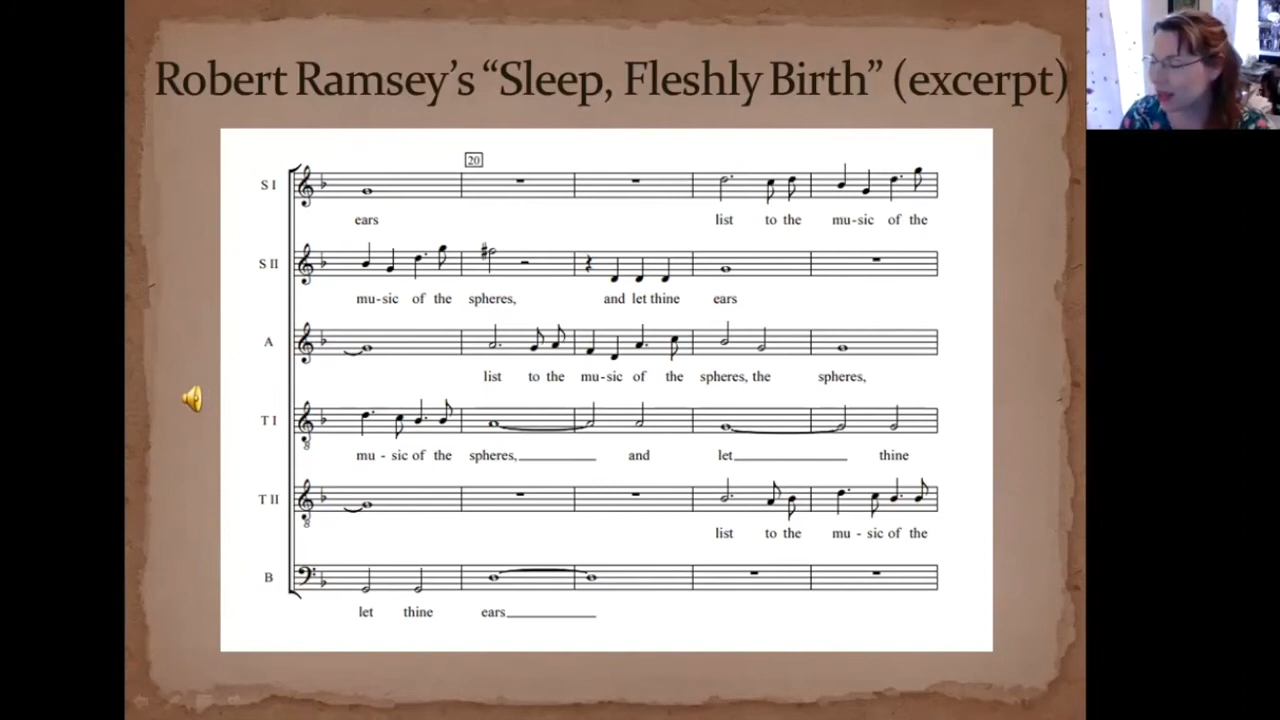 Robert Ramsey’s “Sleep, Fleshly Birth” (excerpt)
20
S I
ears list to the mu-sic of the
S II
mu-sic of the spheres, and let thine ears
A
list to the mu-sic of the spheres, the spheres,
T I
mu - sic of the spheres, and let thine
8
T II
list to the mu - sic of the
8
B
let thine ears